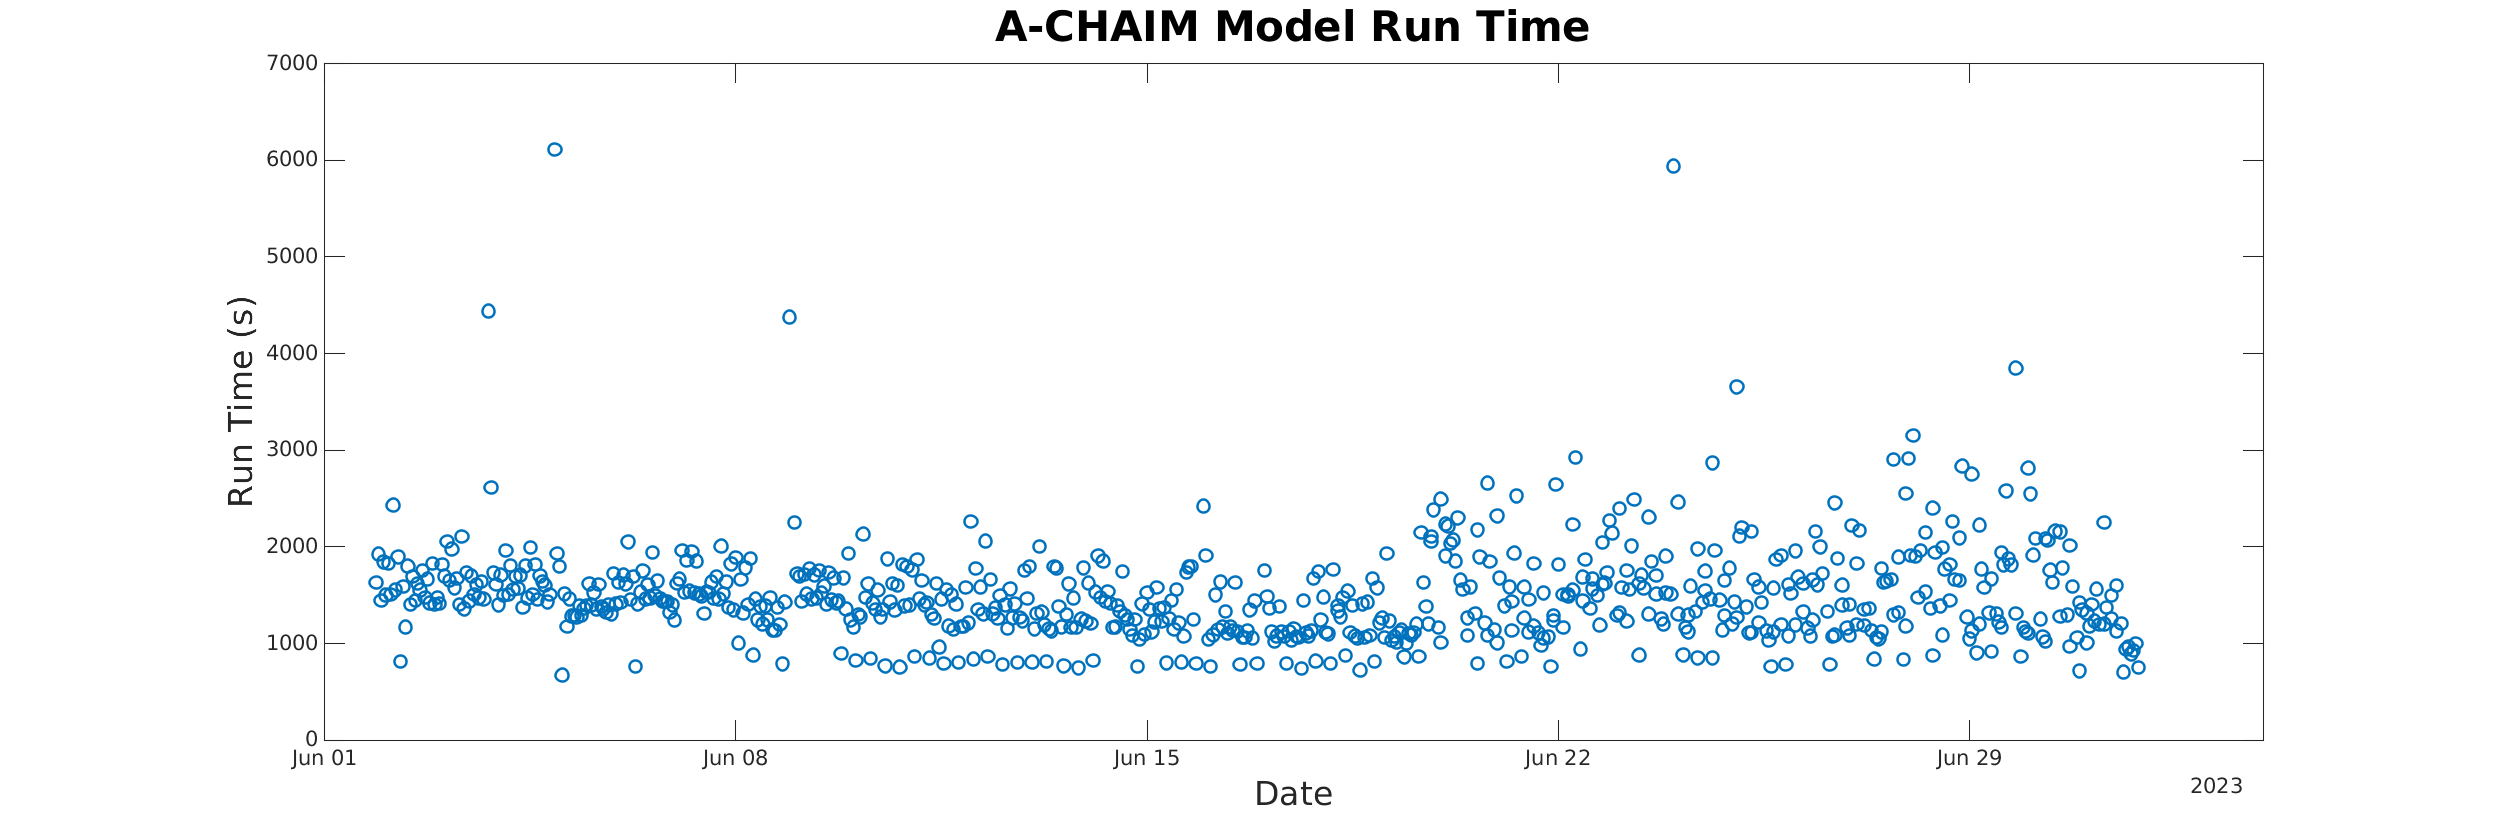 A-CHAIM Model Run Time
7000
6000
5000
4000
3000
2000
1000
0
Run Time (s)
Jun 01
Jun 08
Jun 15
Jun 22
Jun 29
2023
Date